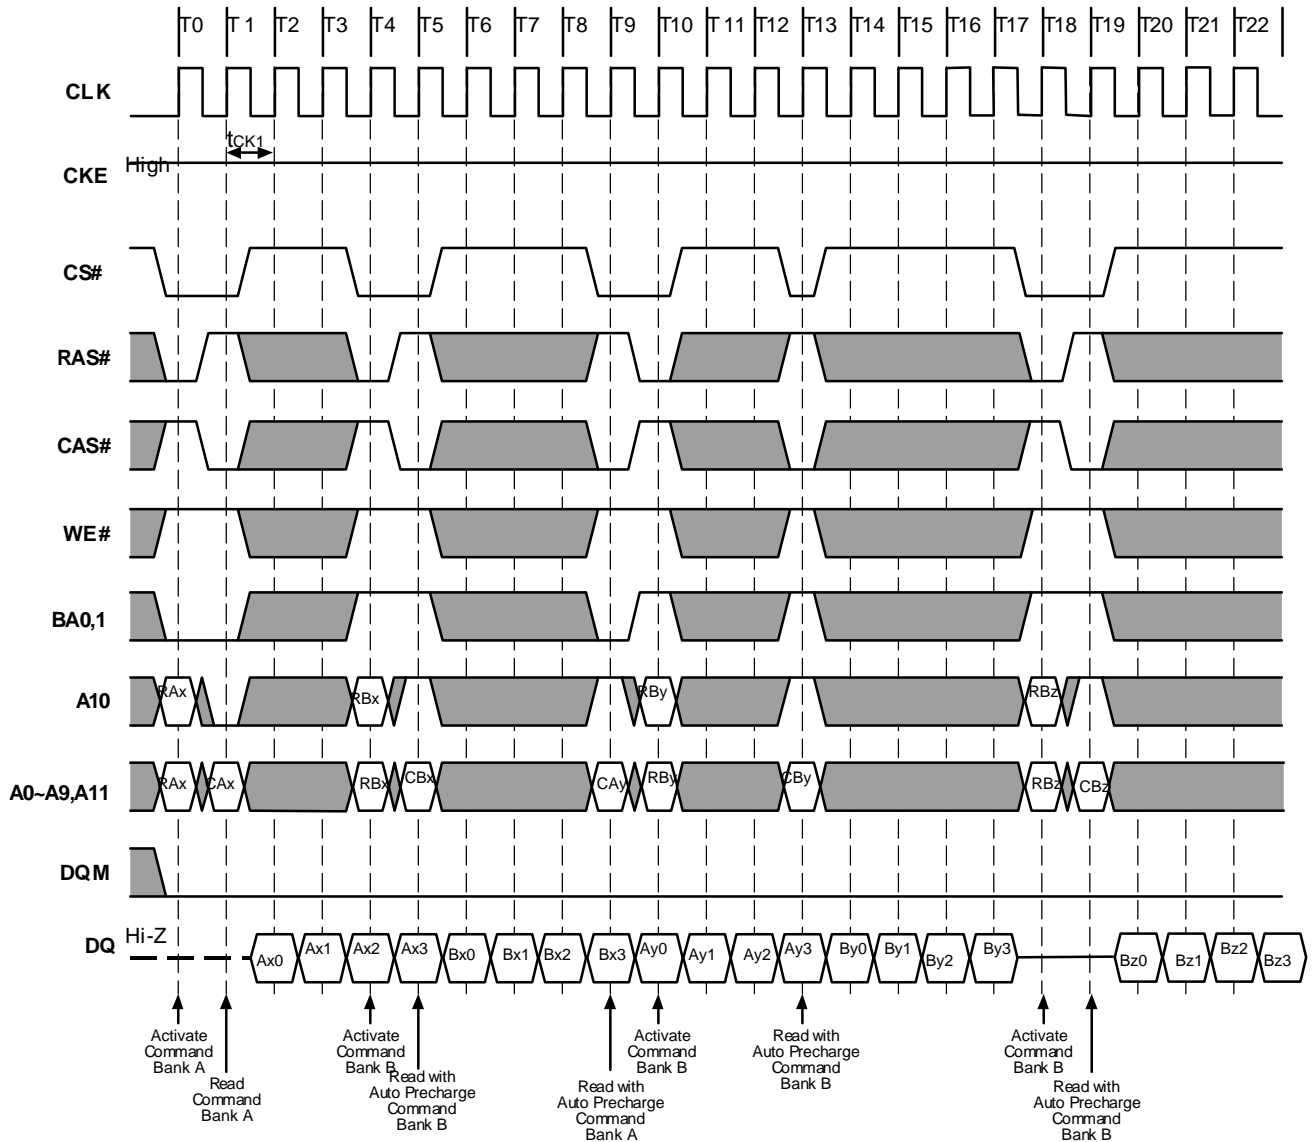 T0 T 1 T2 T3 T4 T5 T6 T7 T8 T9 T10 T 11 T12 T13 T14 T15 T16 T17 T18 T19 T20 T21 T22
CLK
tCK1
CKE High
CS#
RAS#
CAS#
WE#
BA0,1
A10 RAx RBx RBy RBz
A0~A9,A11 RAx CAx RBx CBx CAy RBy CBy RBz CBz
DQM
DQ Hi-Z Ax0 Ax1 Ax2 Ax3 Bx0 Bx1 Bx2 Bx3 Ay0 Ay1 Ay2 Ay3 By0 By1 By2 By3 Bz0 Bz1 Bz2 Bz3
Activate
Command
Bank A
Read
Command
Bank A
Activate
Command
Bank B
Read with
Auto Precharge
Command
Bank B
Read with
Auto Precharge
Command
Bank A
Activate
Command
Bank B
Read with
Auto Precharge
Command
Bank B
Activate
Command
Bank B
Read with
Auto Precharge
Command
Bank B